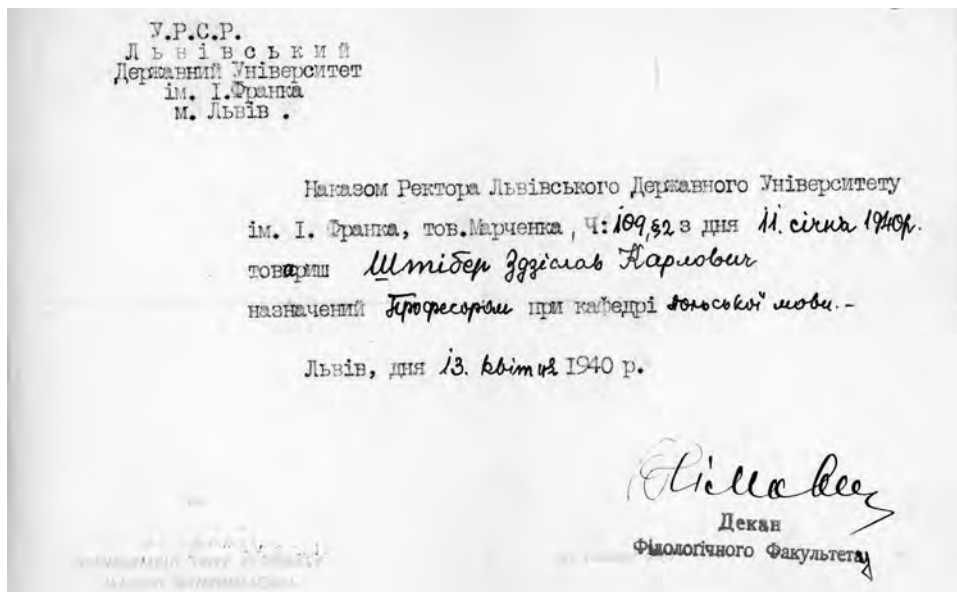 У.Р.С.Р.
Л ь в і в с ь к и й
Державний Університет
ім. І.Франка
м. Львів .
Наказом Ректора Львівського Державного Університету
ім. І. Франка, тов.Марченка , Ч: 109,§2 з дня 11. січня 1940р.
товариш Штібер Здзіслав Карлович
назначений Професором при кафедрі польської мови. -
Львів, дня 13. квітня 1940 р.
Декан
Філологічного Факультету